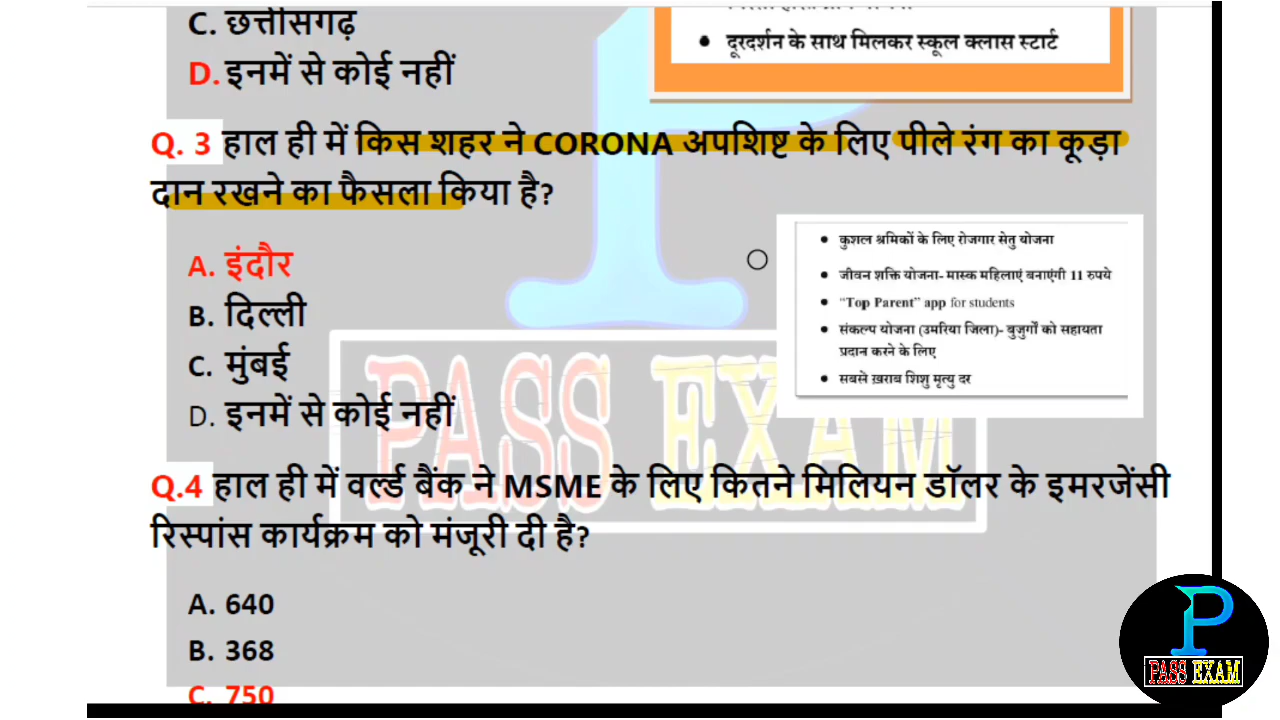 C. छत्तीसगढ़
D. इनमें से कोई नहीं
• दूरदर्शन के साथ मिलकर स्कूल क्लास स्टार्ट
Q. 3 हाल ही में किस शहर ने CORONA अपशिष्ट के लिए पीले रंग का कूड़ा
दान रखने का फैसला किया है?
A. इंदौर
B. दिल्ली
C. मुंबई
D. इनमें से कोई नहीं
• कुशल श्रमिकों के लिए रोजगार सेतु योजना
• जीवन शक्ति योजना- मास्क महिलाएं बनाएंगी 11 रुपये
• "Top Parent" app for students
• संकल्प योजना (उमरिया जिला)- बुजुर्गों को सहायता
प्रदान करने के लिए
• सबसे ख़राब शिशु मृत्यु दर
PASS EXAM
Q.4 हाल ही में वर्ल्ड बैंक ने MSME के लिए कितने मिलियन डॉलर के इमरजेंसी
रिस्पांस कार्यक्रम को मंजूरी दी है?
A. 640
B. 368
C. 750
P
PASS EXAM